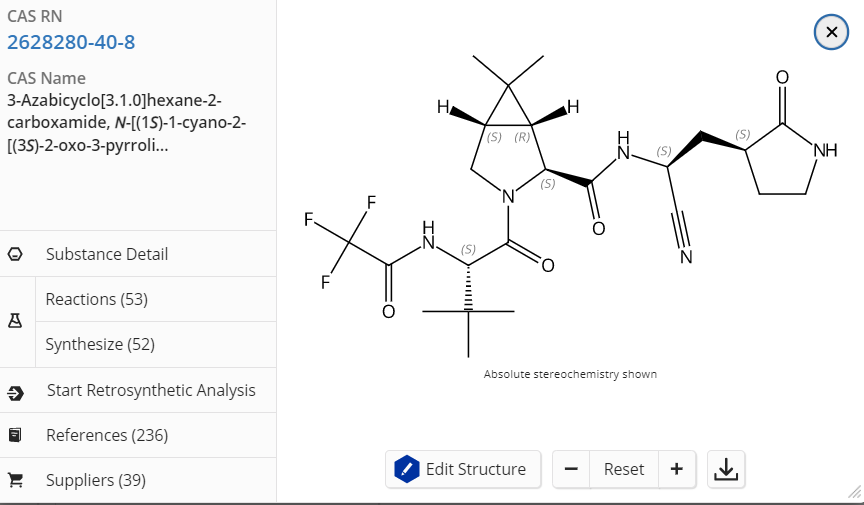 CAS RN
2628280-40-8
CAS Name
3-Azabicyclo[3.1.0]hexane-2-
carboxamide, N-[(1S)-1-cyano-2-
[(3S)-2-oxo-3-pyrroli...
Substance Detail
Reactions (53)
Synthesize (52)
Start Retrosynthetic Analysis
References (236)
Suppliers (39)
O
H
H
(S)
(R)
(S)
H
N
(S)
(S)
NH
N
O
N
F
F
F
H
N
(S)
O
O
Absolute stereochemistry shown
Edit Structure
Reset